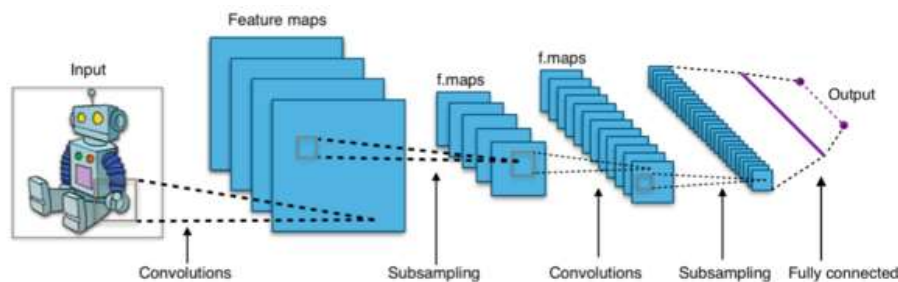 Feature maps
Input
f.maps
f.maps
Output
Convolutions
Subsampling
Convolutions
Subsampling
Fully connected